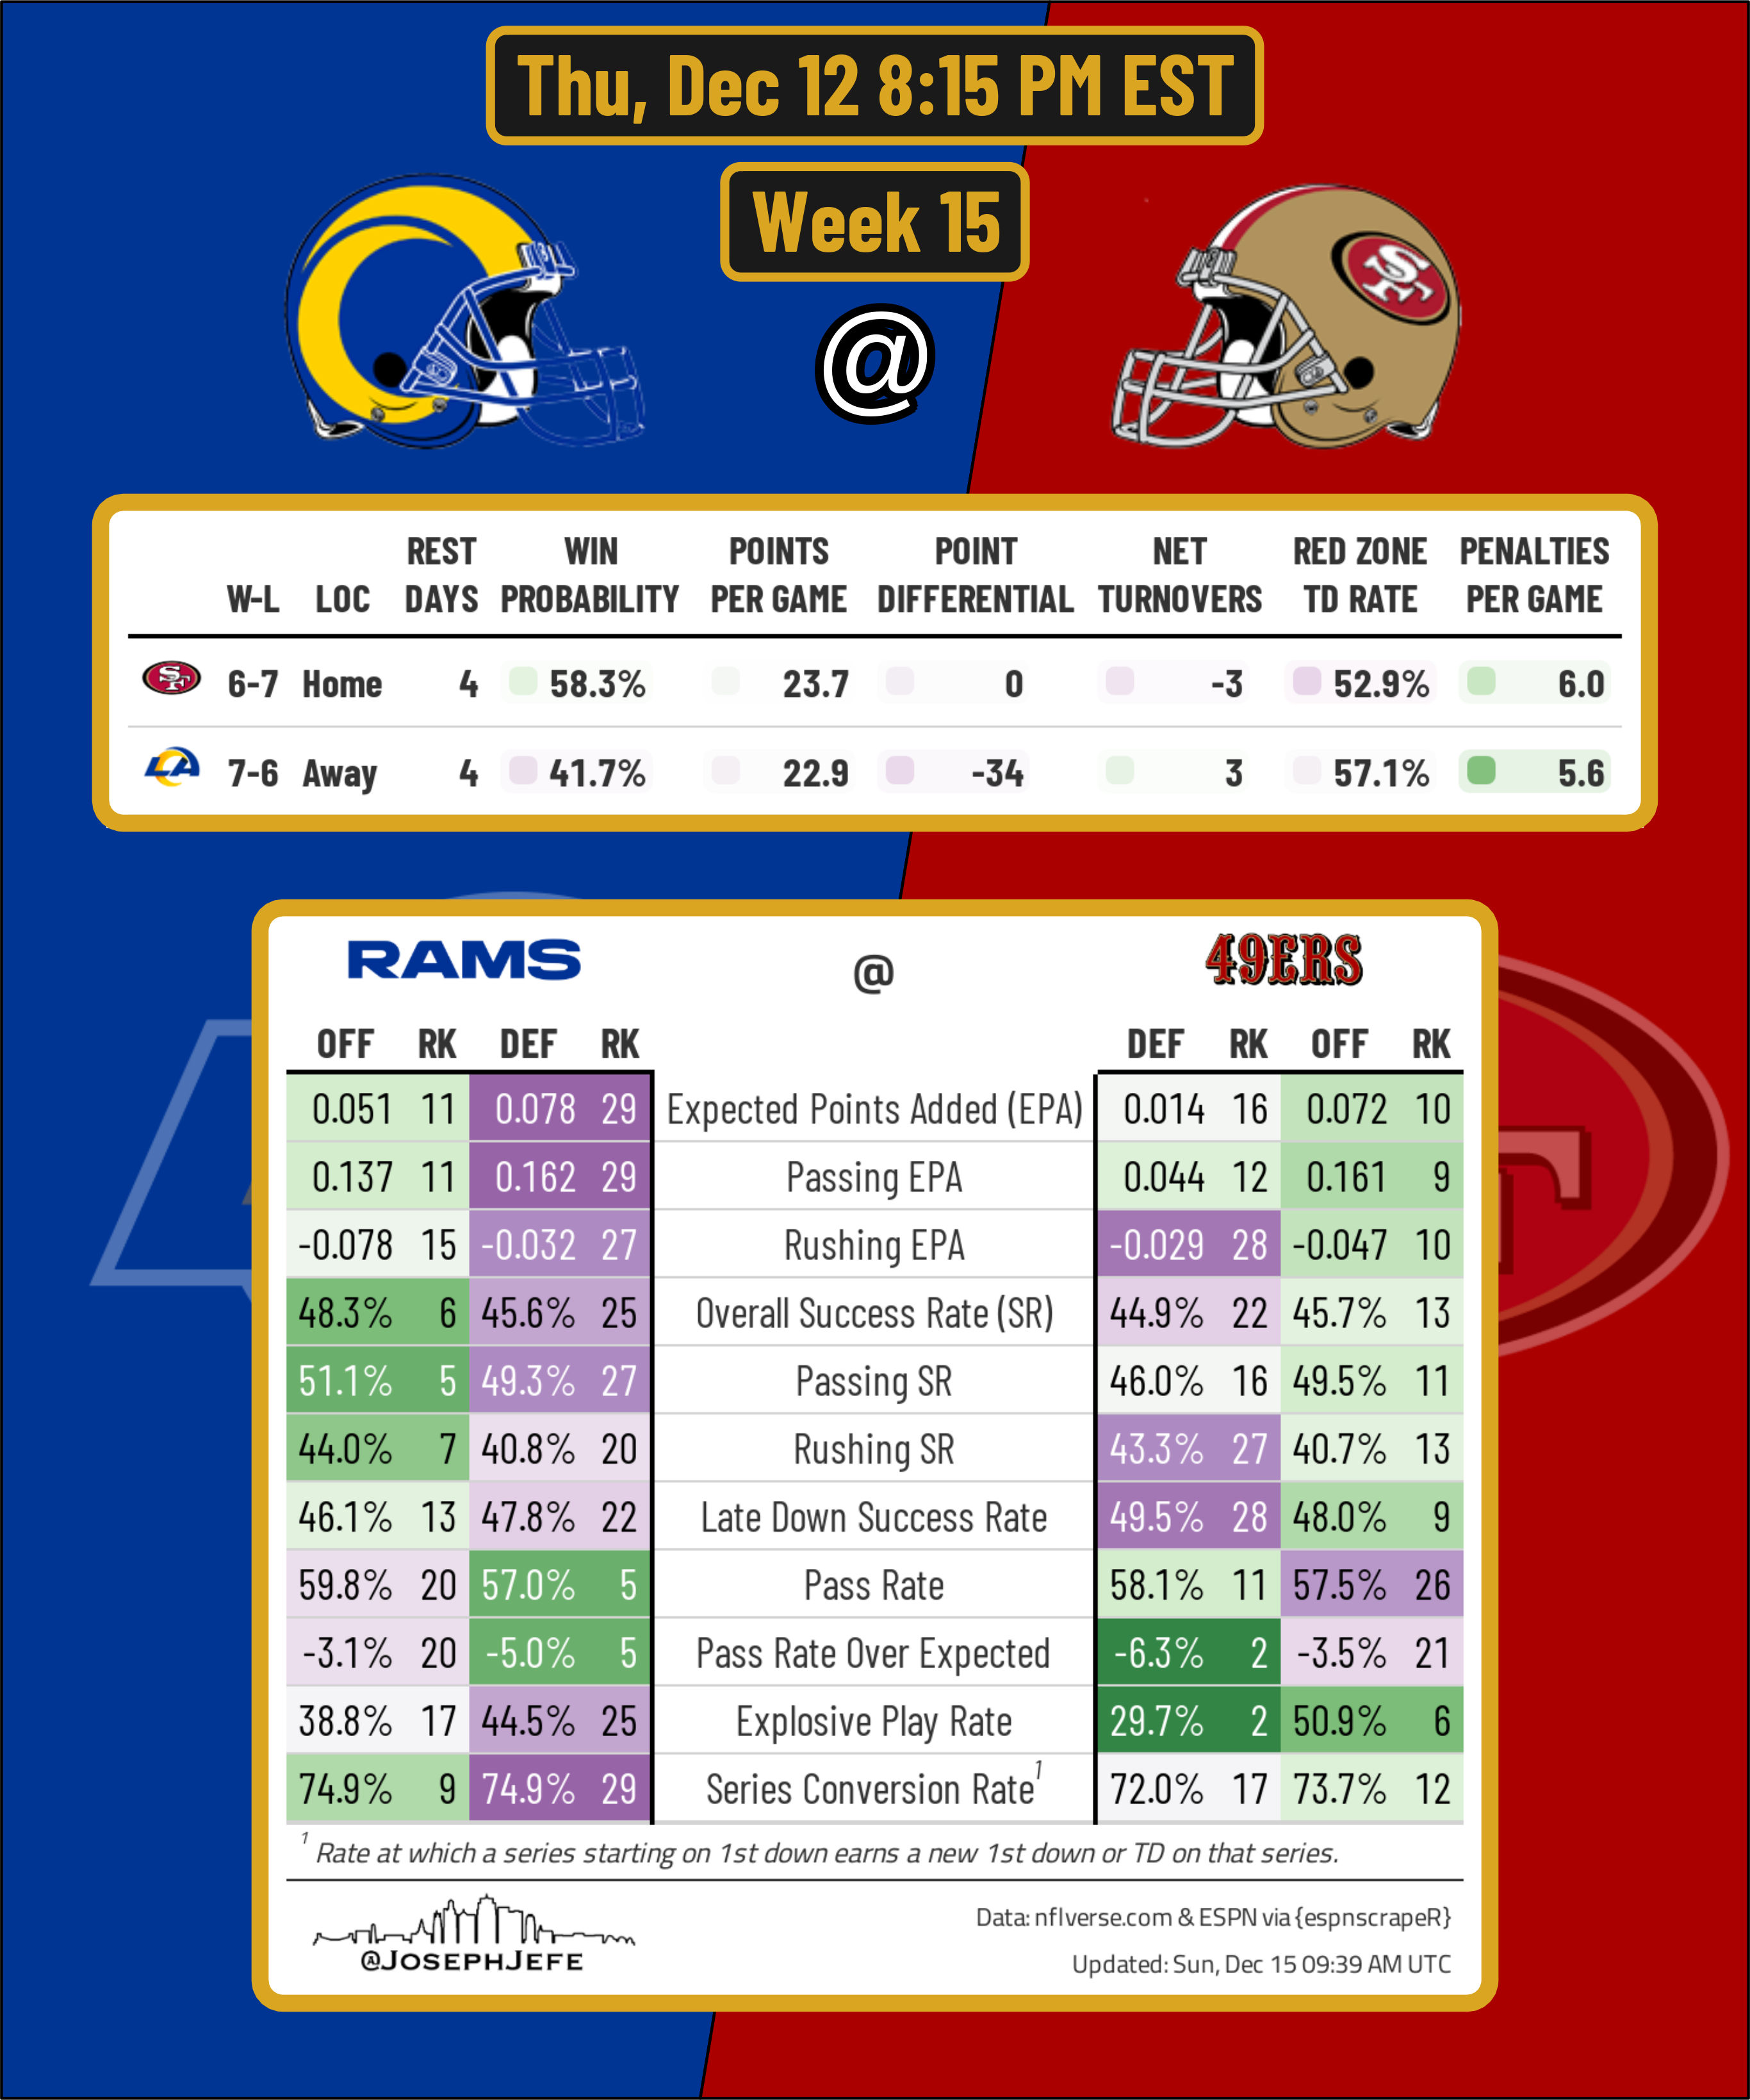 Thu, Dec 12 8:15 PM EST
Week 15
@
SF
W-L LOC REST DAYS WIN PROBABILITY POINTS PER GAME POINT DIFFERENTIAL NET TURNOVERS RED ZONE TD RATE PENALTIES PER GAME
SF 6-7 Home 4 58.3% 23.7 0 -3 52.9% 6.0
LA 7-6 Away 4 41.7% 22.9 -34 3 57.1% 5.6
RAMS @ 49ERS
OFF RK DEF RK DEF RK OFF RK
0.051 11 0.078 29 Expected Points Added (EPA) 0.014 16 0.072 10
0.137 11 0.162 29 Passing EPA 0.044 12 0.161 9
-0.078 15 -0.032 27 Rushing EPA -0.029 28 -0.047 10
48.3% 6 45.6% 25 Overall Success Rate (SR) 44.9% 22 45.7% 13
51.1% 5 49.3% 27 Passing SR 46.0% 16 49.5% 11
44.0% 7 40.8% 20 Rushing SR 43.3% 27 40.7% 13
46.1% 13 47.8% 22 Late Down Success Rate 49.5% 28 48.0% 9
59.8% 20 57.0% 5 Pass Rate 58.1% 11 57.5% 26
-3.1% 20 -5.0% 5 Pass Rate Over Expected -6.3% 2 -3.5% 21
38.8% 17 44.5% 25 Explosive Play Rate 29.7% 2 50.9% 6
74.9% 9 74.9% 29 Series Conversion Rate¹ 72.0% 17 73.7% 12
¹ Rate at which a series starting on 1st down earns a new 1st down or TD on that series.
@JOSEPHJEFE
Data: nflverse.com & ESPN via {espnscrapeR}
Updated: Sun, Dec 15 09:39 AM UTC